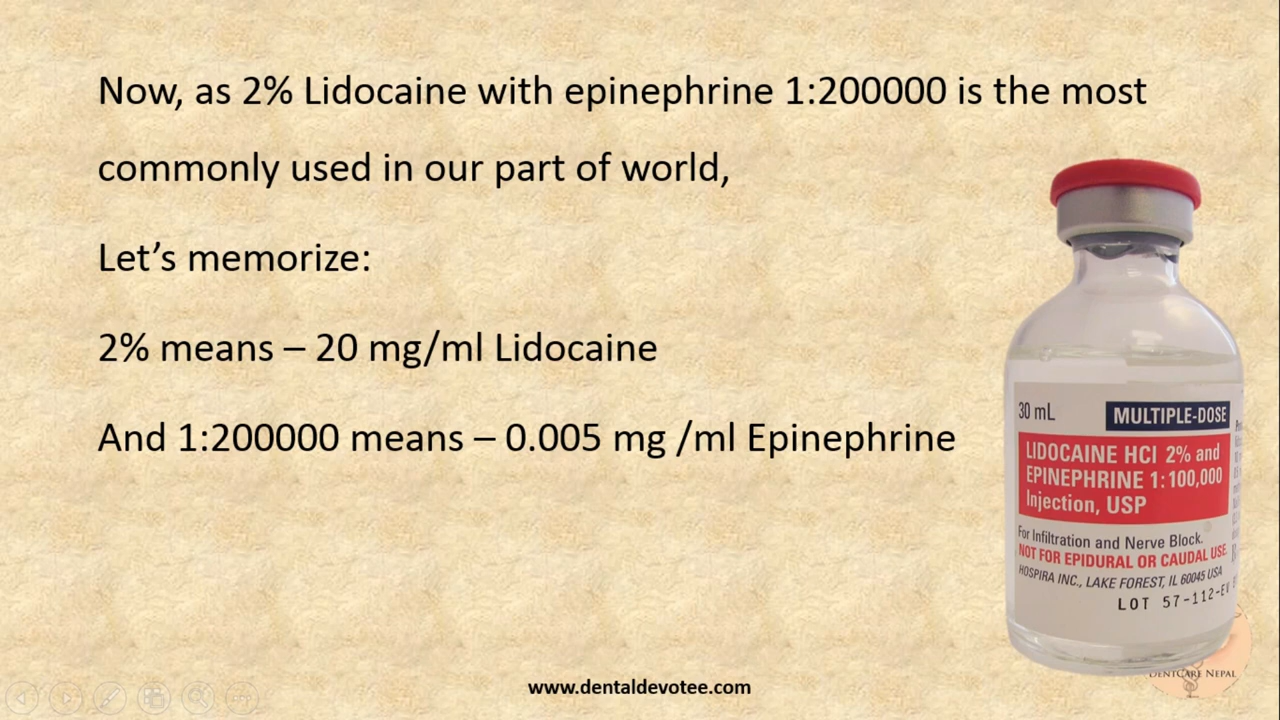 Now, as 2% Lidocaine with epinephrine 1:200000 is the most
commonly used in our part of world,
Let's memorize:
2% means – 20 mg/ml Lidocaine
And 1:200000 means – 0.005 mg /ml Epinephrine
30 mL
MULTIPLE-DOSE
LIDOCAINE HCl 2% and
EPINEPHRINE 1:100,000
Injection, USP
For Infiltration and Nerve Block.
NOT FOR EPIDURAL OR CAUDAL USE.
HOSPIRA INC., LAKE FOREST, IL 60045 USA
LOT 57-112-EV
DENTCARE NEPAL
www.dentaldevotee.com